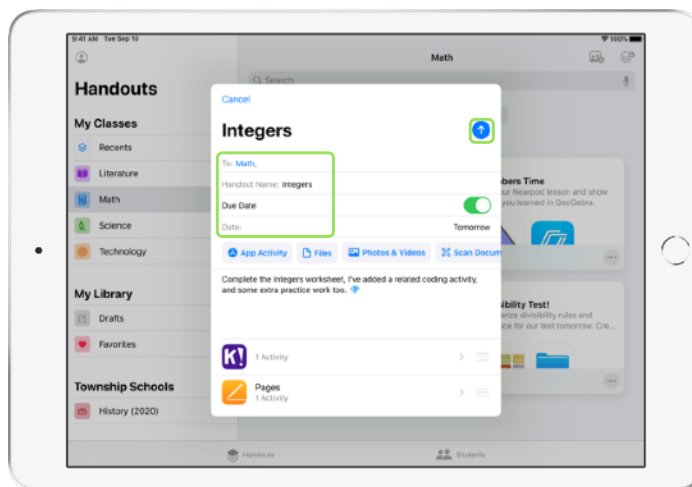 9:41 AM Tue Sep 10
100%
Math
Handouts
Search
My Classes
Recents
Literature
Math
Science
Technology
My Library
Drafts
Favorites
Township Schools
History (2020)
Cancel
Integers
To: Math,
Handout Name: Integers
Due Date
Date: Tomorrow
App Activity Files Photos & Videos Scan Docum
Complete the integers worksheet, I've added a related coding activity,
and some extra practice work too.
K!
1 Activity
Pages
1 Activity
bers Time
ur Nearpod lesson and show
you learned in GeoGebra.
ibility Test!
orize divisibility rules and
ice for our test tomorrow. Cre...
Handouts
Students